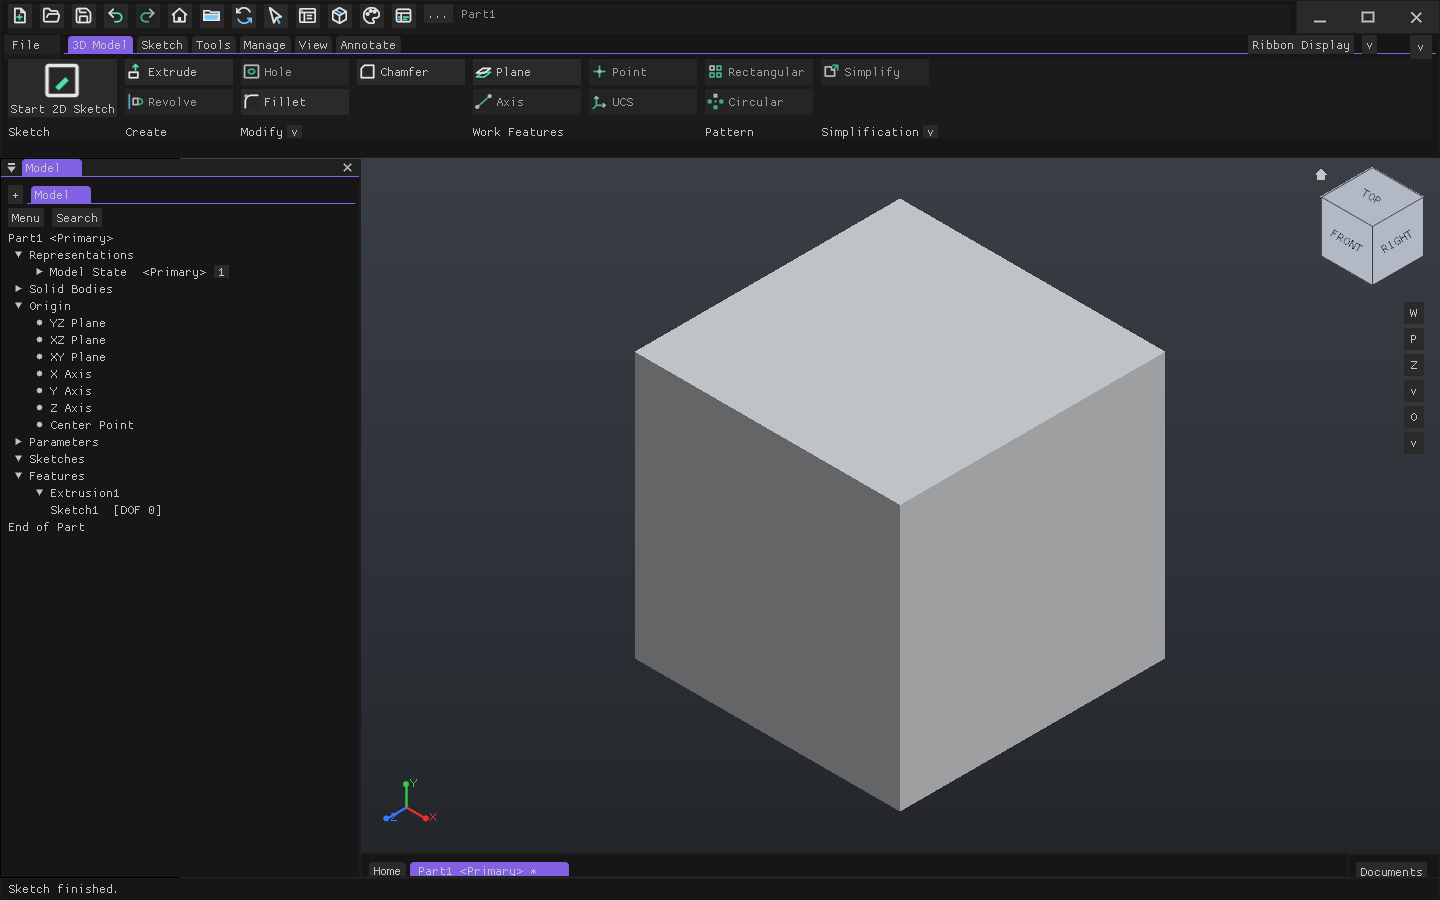 ... Part1
File 3D Model Sketch Tools Manage View Annotate Ribbon Display v v
Start 2D Sketch
Extrude Hole Chamfer Plane Point Rectangular Simplify
Revolve Fillet Axis UCS Circular
Sketch Create Modify v Work Features Pattern Simplification v
Model
+ Model
Menu Search
Part1 <Primary>
Representations
Model State <Primary> 1
Solid Bodies
Origin
YZ Plane
XZ Plane
XY Plane
X Axis
Y Axis
Z Axis
Center Point
Parameters
Sketches
Features
Extrusion1
Sketch1 [DOF 0]
End of Part
TOP
FRONT RIGHT
W
P
Z
v
O
v
Y
Z X
Home Part1 <Primary> * Documents
Sketch finished.